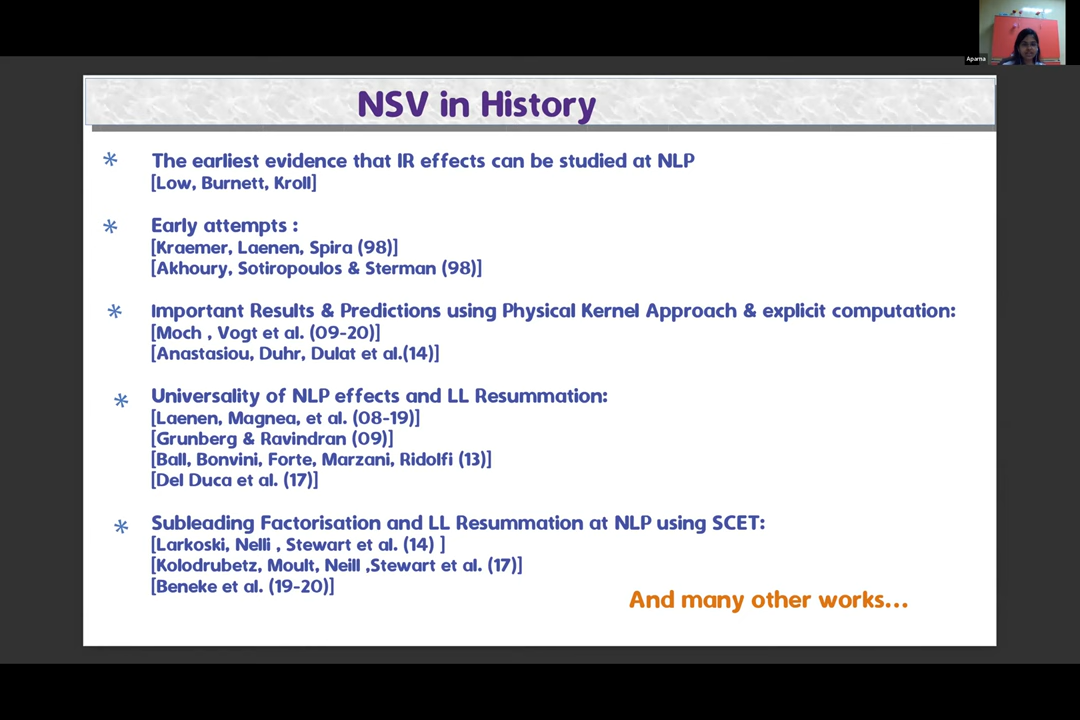 Aparna
NSV in History
* The earliest evidence that IR effects can be studied at NLP
[Low, Burnett, Kroll]
* Early attempts :
[Kraemer, Laenen, Spira (98)]
[Akhoury, Sotiropoulos & Sterman (98)]
* Important Results & Predictions using Physical Kernel Approach & explicit computation:
[Moch , Vogt et al. (09-20)]
[Anastasiou, Duhr, Dulat et al.(14)]
* Universality of NLP effects and LL Resummation:
[Laenen, Magnea, et al. (08-19)]
[Grunberg & Ravindran (09)]
[Ball, Bonvini, Forte, Marzani, Ridolfi (13)]
[Del Duca et al. (17)]
* Subleading Factorisation and LL Resummation at NLP using SCET:
[Larkoski, Nelli , Stewart et al. (14) ]
[Kolodrubetz, Moult, Neill ,Stewart et al. (17)]
[Beneke et al. (19-20)]
And many other works...